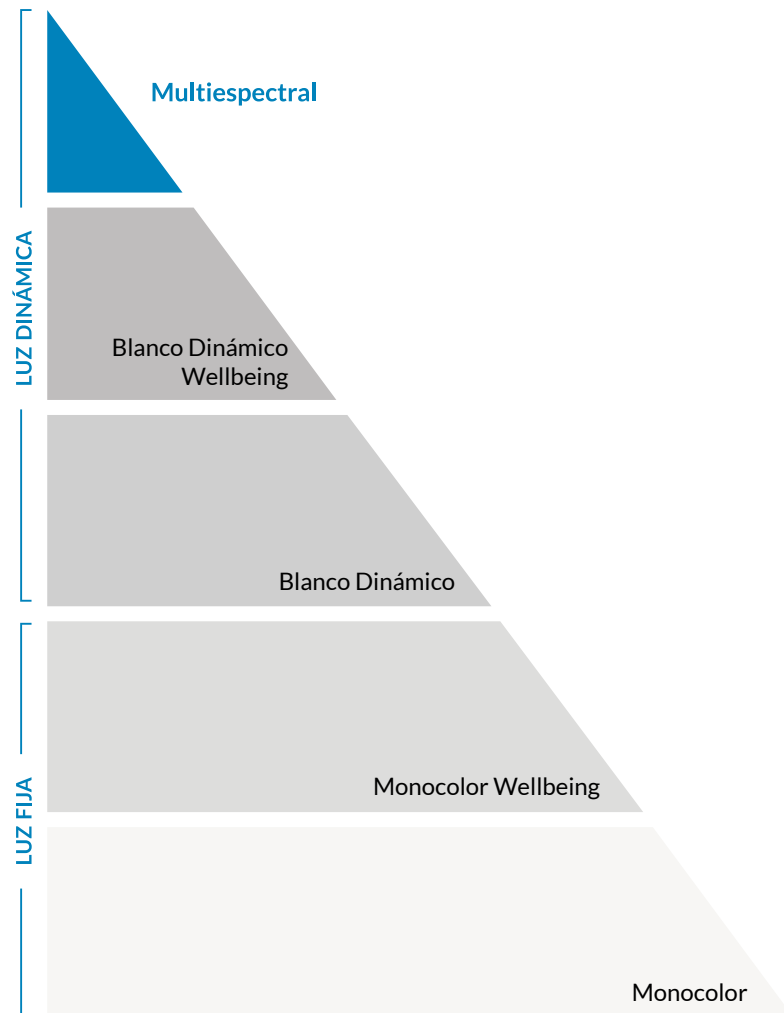 Multiespectral
LUZ DINÁMICA
Blanco Dinámico
Wellbeing
Blanco Dinámico
Monocolor Wellbeing
LUZ FIJA
Monocolor